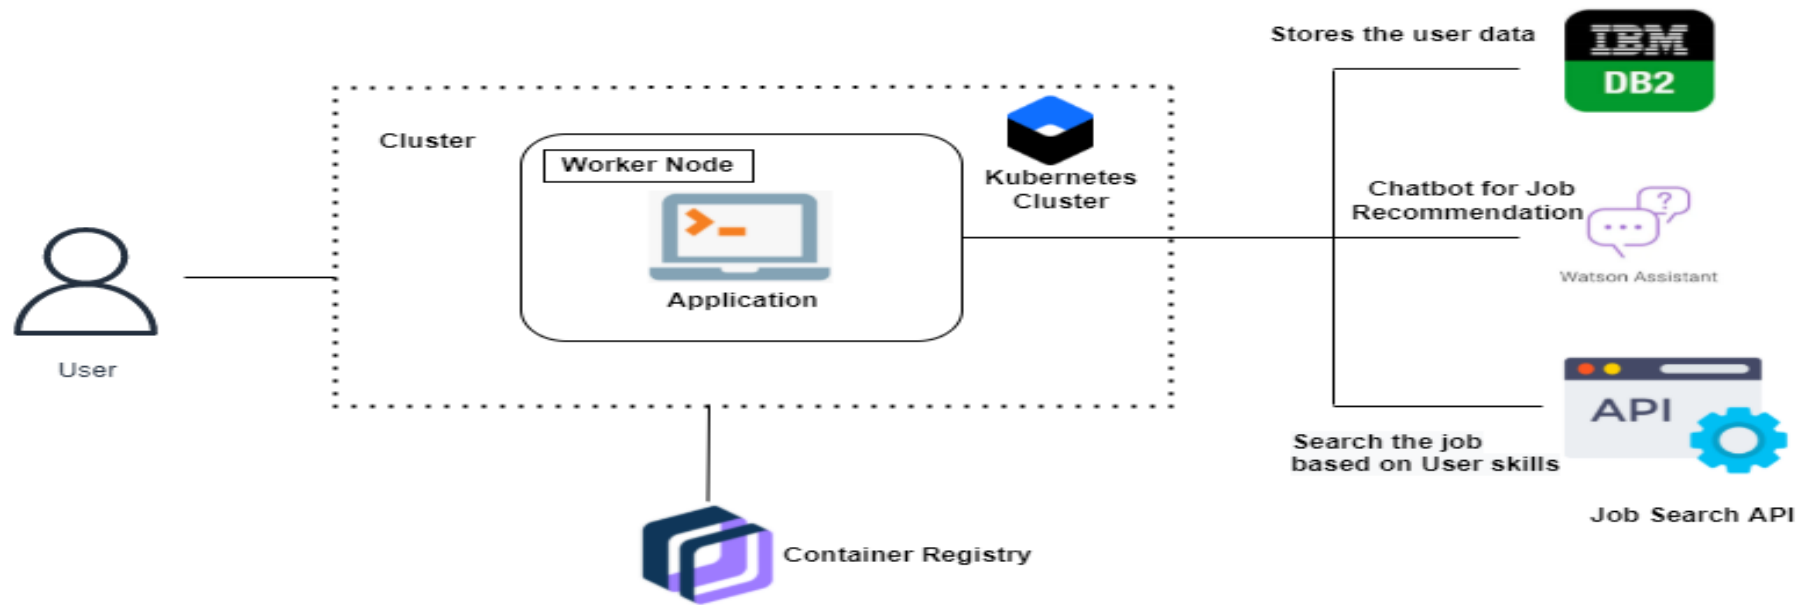 Stores the user data
IBM
DB2
Cluster
Worker Node
Kubernetes
Cluster
Chatbot for Job
Recommendation
?
Watson Assistant
Application
User
API
Search the job
based on User skills
Job Search API
Container Registry